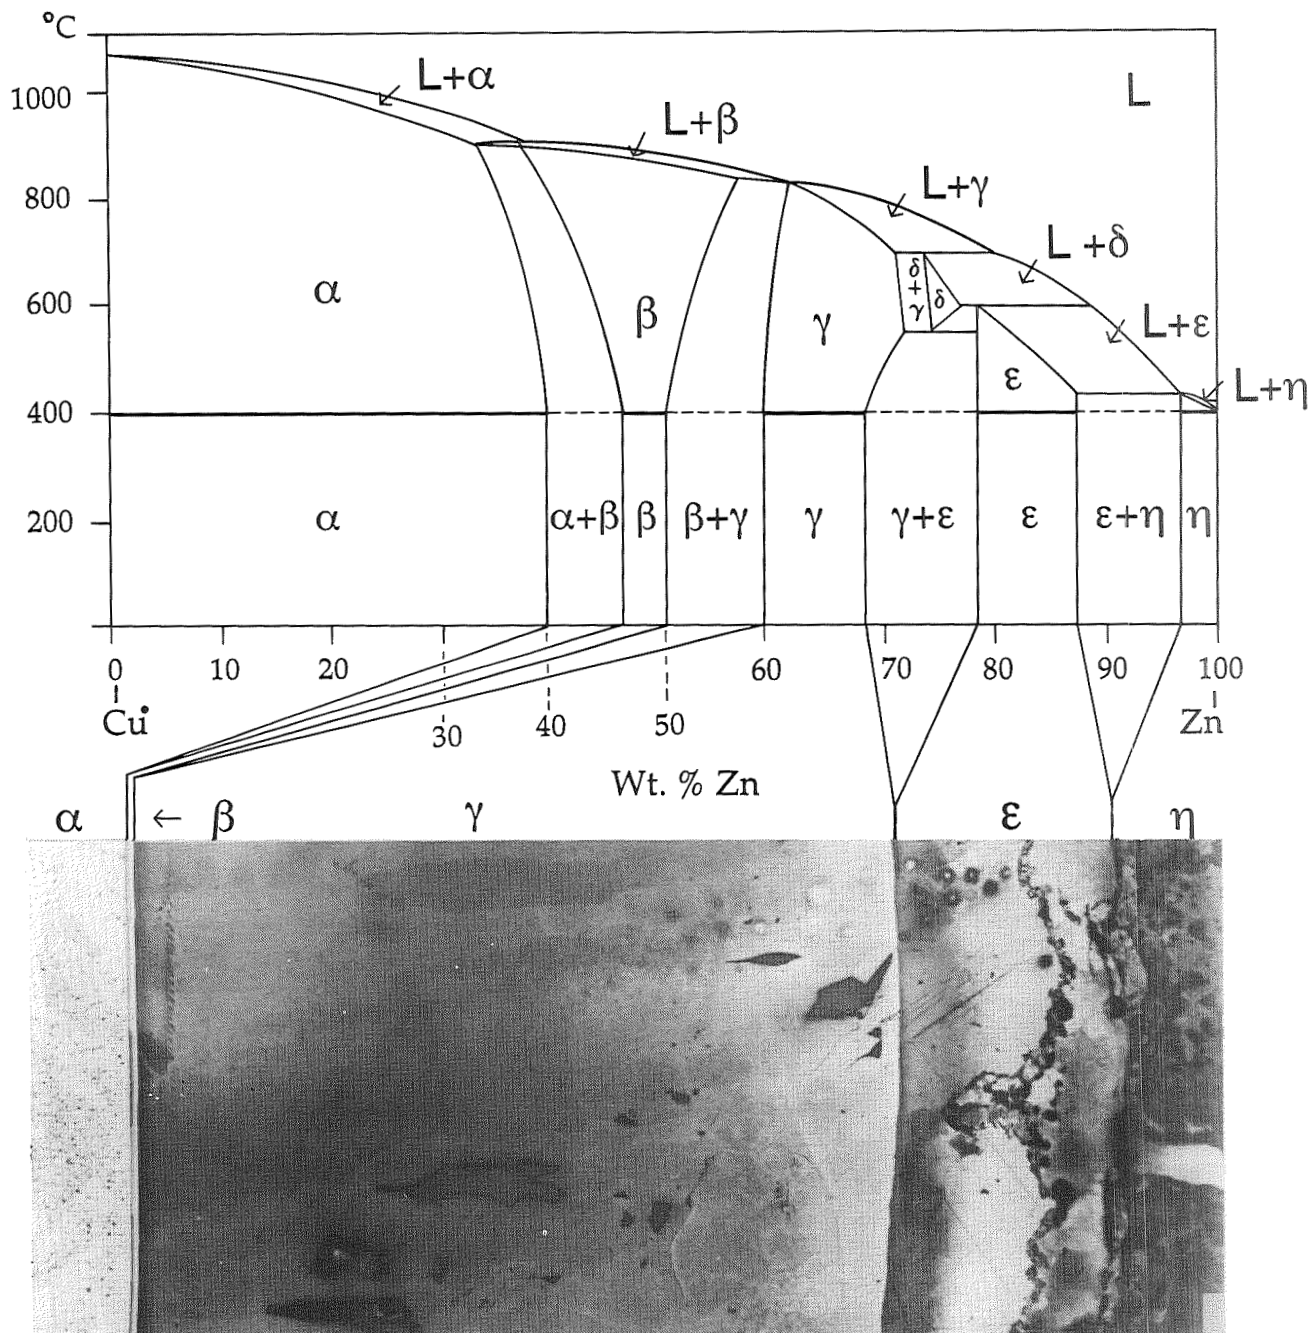 °C
1000
800
600
400
200
L+α
L+β
L
L+γ
L +δ
L+ε
L+η
α
β
γ
δ
+
γ
δ
ε
α
α+β
β
β+γ
γ
γ+ε
ε
ε+η
η
0
10
20
30
40
50
60
70
80
90
100
Cu
Zn
Wt. % Zn
α
← β
γ
ε
η